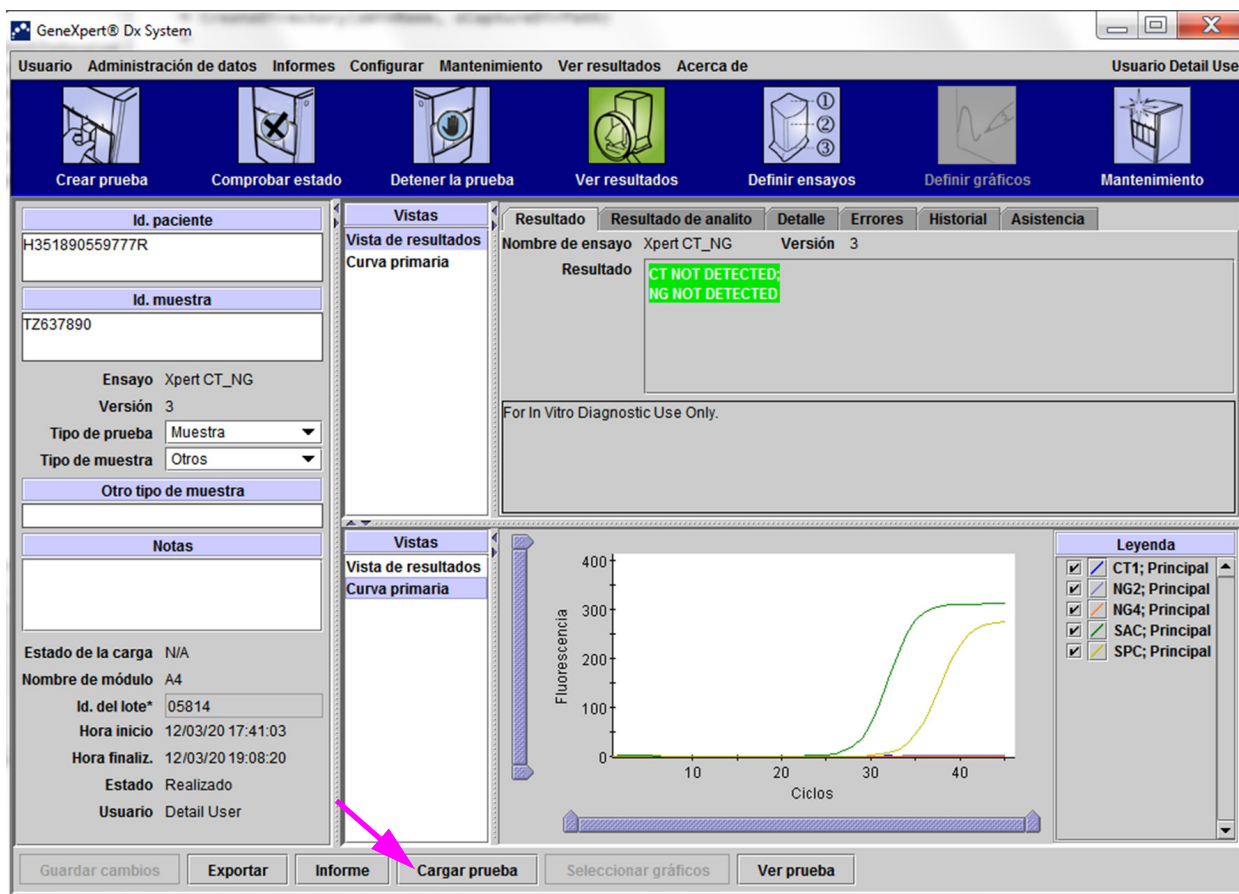 GeneXpert® Dx System
Usuario Administración de datos Informes Configurar Mantenimiento Ver resultados Acerca de Usuario Detail Use
Crear prueba Comprobar estado Detener la prueba Ver resultados Definir ensayos Definir gráficos Mantenimiento
Id. paciente
H351890559777R
Id. muestra
TZ637890
Ensayo Xpert CT_NG
Versión 3
Tipo de prueba Muestra
Tipo de muestra Otros
Otro tipo de muestra
Notas
Estado de la carga N/A
Nombre de módulo A4
Id. del lote* 05814
Hora inicio 12/03/20 17:41:03
Hora finaliz. 12/03/20 19:08:20
Estado Realizado
Usuario Detail User
Vistas
Vista de resultados
Curva primaria
Resultado Resultado de analito Detalle Errores Historial Asistencia
Nombre de ensayo Xpert CT_NG Versión 3
Resultado CT NOT DETECTED;
NG NOT DETECTED
For In Vitro Diagnostic Use Only.
Vistas
Vista de resultados
Curva primaria
Fluorescencia
400
300
200
100
0
10 20 30 40
Ciclos
Leyenda
CT1; Principal
NG2; Principal
NG4; Principal
SAC; Principal
SPC; Principal
Guardar cambios Exportar Informe Cargar prueba Seleccionar gráficos Ver prueba